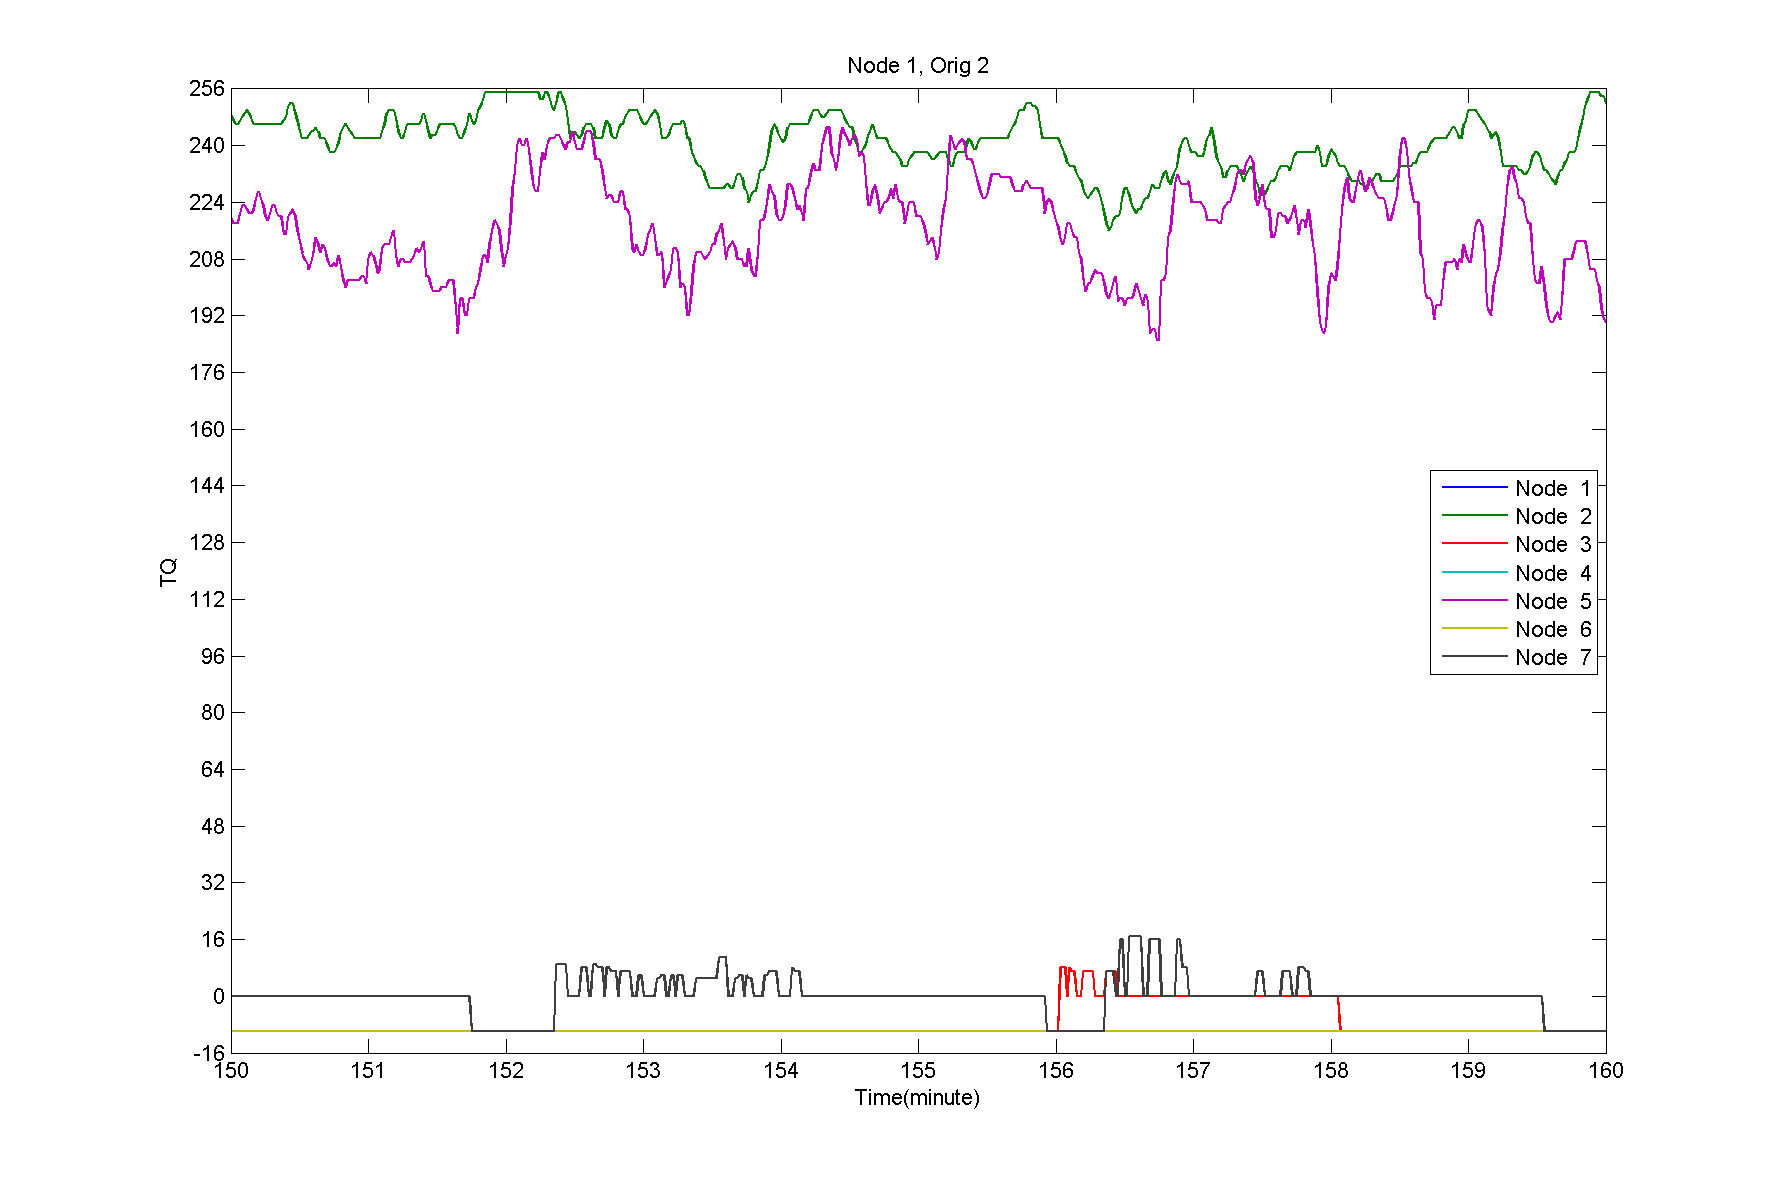 Node 1, Orig 2
256
240
224
208
192
176
160
144
128
112
96
80
64
48
32
16
0
-16
TQ
Node 1
Node 2
Node 3
Node 4
Node 5
Node 6
Node 7
150 151 152 153 154 155 156 157 158 159 160
Time(minute)